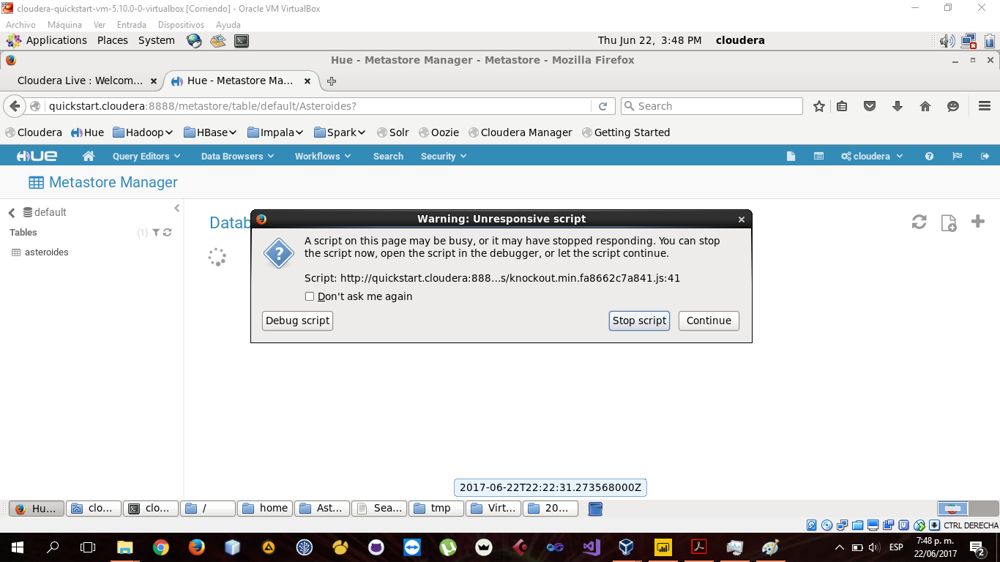 cloudera-quickstart-vm-5.10.0-0-virtualbox [Corriendo] - Oracle VM VirtualBox
Archivo Máquina Ver Entrada Dispositivos Ayuda
Applications Places System Thu Jun 22, 3:48 PM cloudera
Hue - Metastore Manager - Metastore - Mozilla Firefox
Cloudera Live : Welcom... Hue - Metastore Ma...
quickstart.cloudera:8888/metastore/table/default/Asteroides? Search
Cloudera Hue Hadoop HBase Impala Spark Solr Oozie Cloudera Manager Getting Started
HUE Query Editors Data Browsers Workflows Search Security cloudera
Metastore Manager
default
Tables (1)
asteroides
Datab
Warning: Unresponsive script
A script on this page may be busy, or it may have stopped responding. You can stop
the script now, open the script in the debugger, or let the script continue.
Script: http://quickstart.cloudera:888...s/knockout.min.fa8662c7a841.js:41
Don't ask me again
Debug script Stop script Continue
2017-06-22T22:22:31.273568000Z
Hu... clo... clo... / home Ast... Sea... tmp Virt... 20...
CTRL DERECHA
ESP 7:48 p. m.
22/06/2017
2